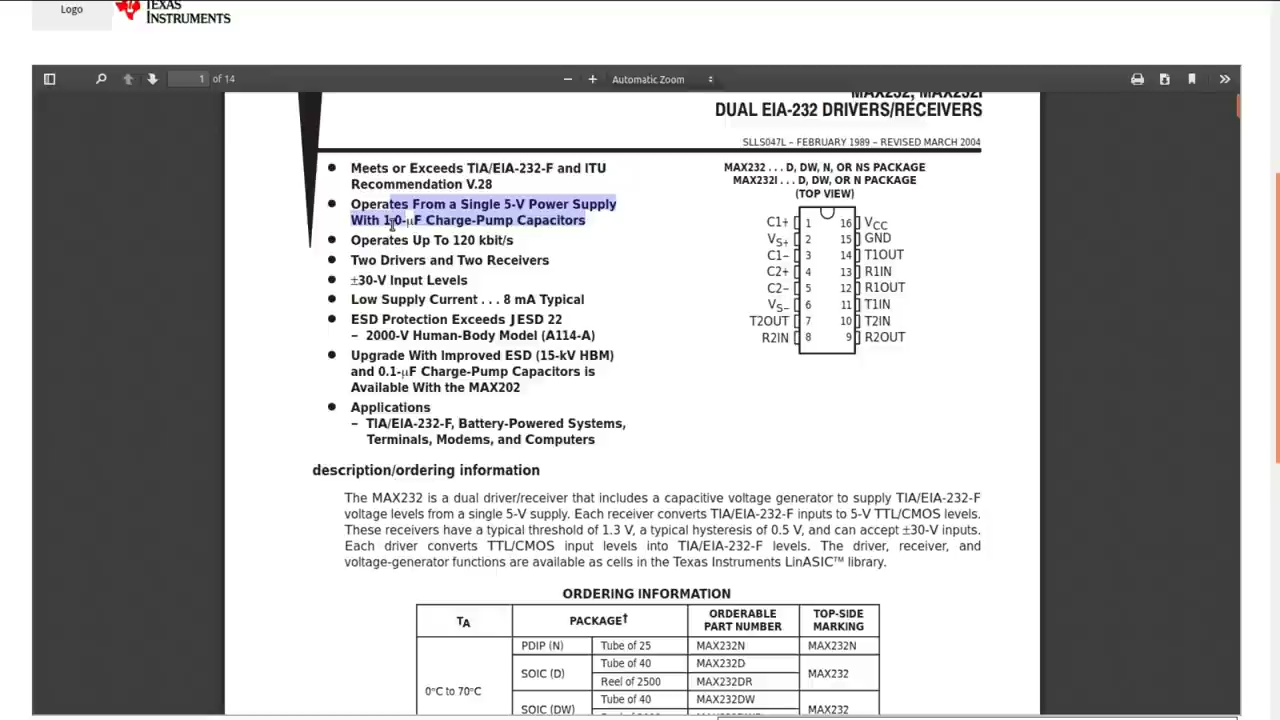 Logo
TEXAS
INSTRUMENTS
1 of 14
Automatic Zoom
MAX232, MAX232I
DUAL EIA-232 DRIVERS/RECEIVERS
SLLS047L – FEBRUARY 1989 – REVISED MARCH 2004
● Meets or Exceeds TIA/EIA-232-F and ITU
Recommendation V.28
● Operates From a Single 5-V Power Supply
With 1.0-μF Charge-Pump Capacitors
● Operates Up To 120 kbit/s
● Two Drivers and Two Receivers
● ±30-V Input Levels
● Low Supply Current . . . 8 mA Typical
● ESD Protection Exceeds JESD 22
– 2000-V Human-Body Model (A114-A)
● Upgrade With Improved ESD (15-kV HBM)
and 0.1-μF Charge-Pump Capacitors is
Available With the MAX202
● Applications
– TIA/EIA-232-F, Battery-Powered Systems,
Terminals, Modems, and Computers
MAX232 . . . D, DW, N, OR NS PACKAGE
MAX232I . . . D, DW, OR N PACKAGE
(TOP VIEW)
C1+ 1 16 VCC
VS+ 2 15 GND
C1– 3 14 T1OUT
C2+ 4 13 R1IN
C2– 5 12 R1OUT
VS– 6 11 T1IN
T2OUT 7 10 T2IN
R2IN 8 9 R2OUT
description/ordering information
The MAX232 is a dual driver/receiver that includes a capacitive voltage generator to supply TIA/EIA-232-F
voltage levels from a single 5-V supply. Each receiver converts TIA/EIA-232-F inputs to 5-V TTL/CMOS levels.
These receivers have a typical threshold of 1.3 V, a typical hysteresis of 0.5 V, and can accept ±30-V inputs.
Each driver converts TTL/CMOS input levels into TIA/EIA-232-F levels. The driver, receiver, and
voltage-generator functions are available as cells in the Texas Instruments LinASIC™ library.
ORDERING INFORMATION
TA PACKAGE† ORDERABLE PART NUMBER TOP-SIDE MARKING
PDIP (N) Tube of 25 MAX232N MAX232N
SOIC (D) Tube of 40 MAX232D MAX232
Reel of 2500 MAX232DR
0°C to 70°C
SOIC (DW) Tube of 40 MAX232DW MAX232